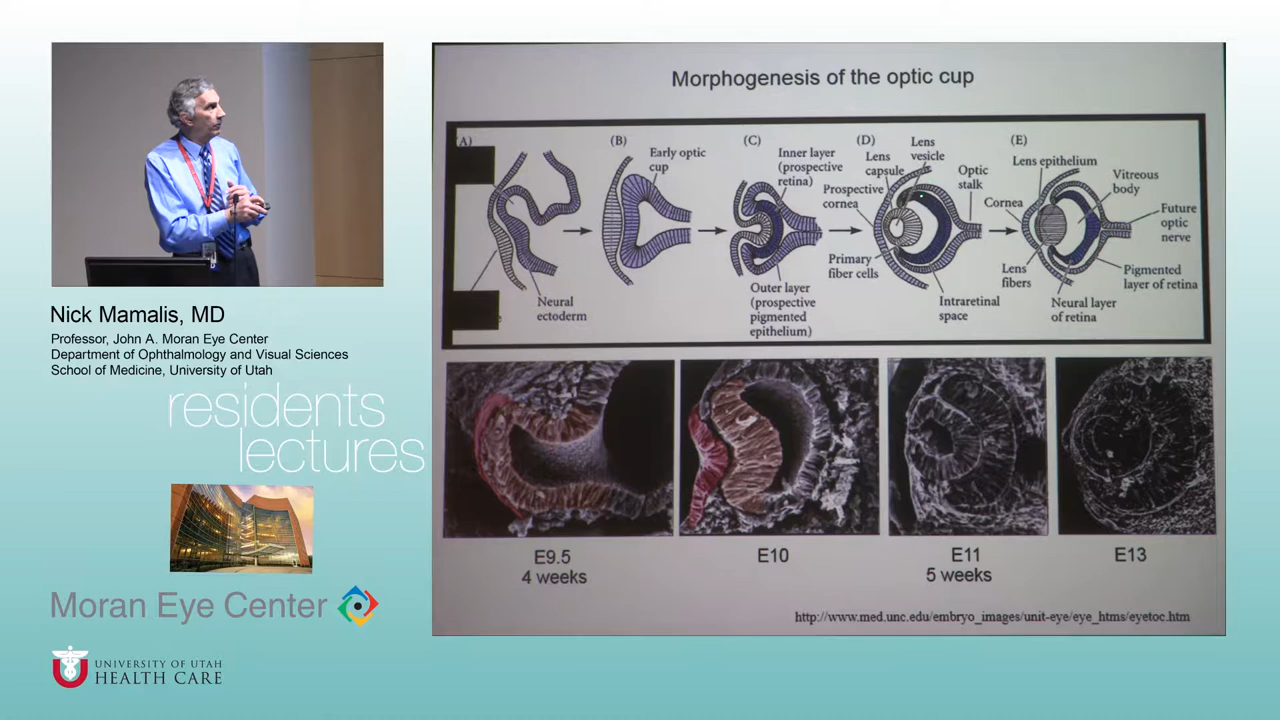 Nick Mamalis, MD
Professor, John A. Moran Eye Center
Department of Ophthalmology and Visual Sciences
School of Medicine, University of Utah
residents
lectures
Moran Eye Center
UNIVERSITY OF UTAH
HEALTH CARE
Morphogenesis of the optic cup
(A)
Neural
ectoderm
(B)
Early optic
cup
(C)
Inner layer
(prospective
retina)
Outer layer
(prospective
pigmented
epithelium)
(D)
Lens
vesicle
Lens
capsule
Optic
stalk
Prospective
cornea
Primary
fiber cells
Intraretinal
space
(E)
Lens epithelium
Vitreous
body
Cornea
Future
optic
nerve
Lens
fibers
Pigmented
layer of retina
Neural layer
of retina
E9.5
4 weeks
E10
E11
5 weeks
E13
http://www.med.unc.edu/embryo_images/unit-eye/eye_htms/eyetoc.htm